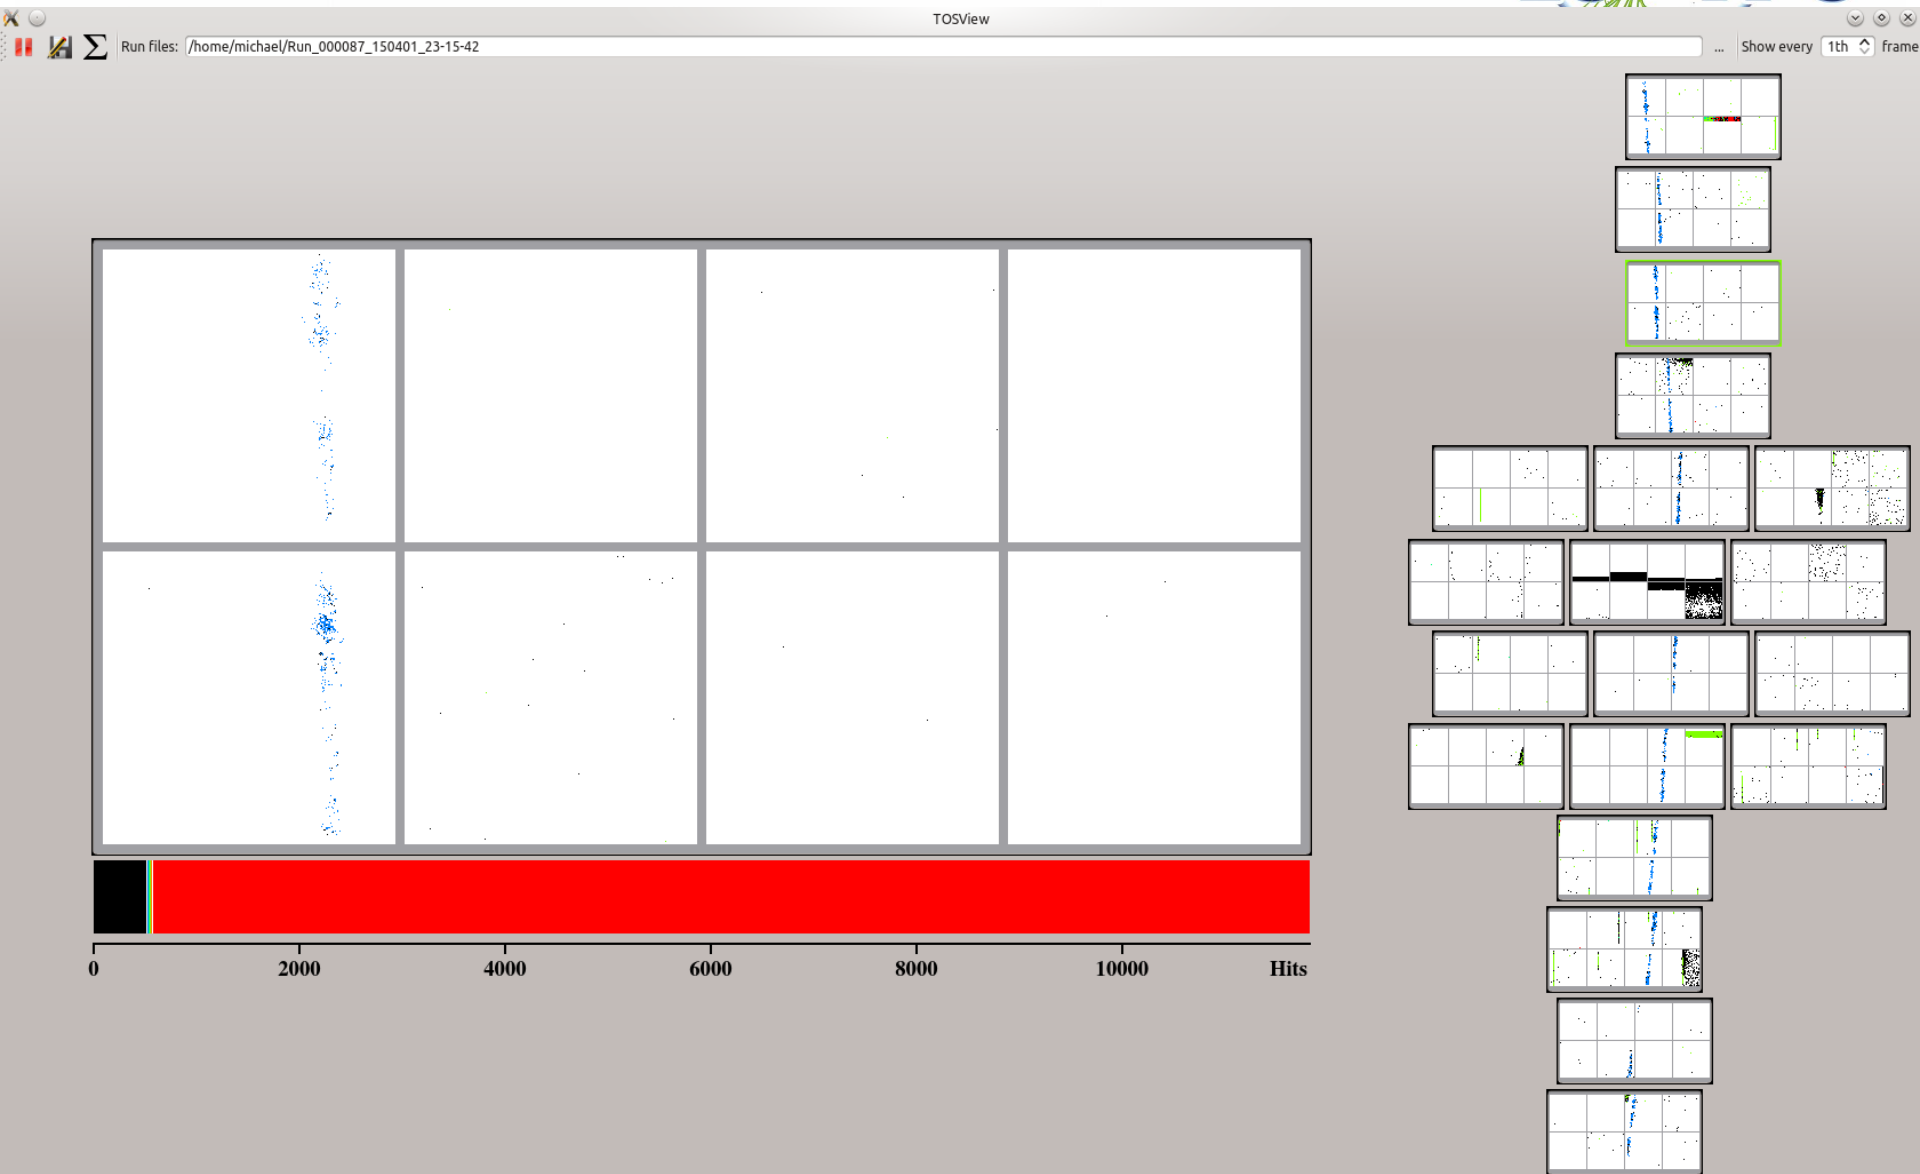 TOSView
Run files: /home/michael/Run_000087_150401_23-15-42 ... Show every 1th frame
0 2000 4000 6000 8000 10000 Hits